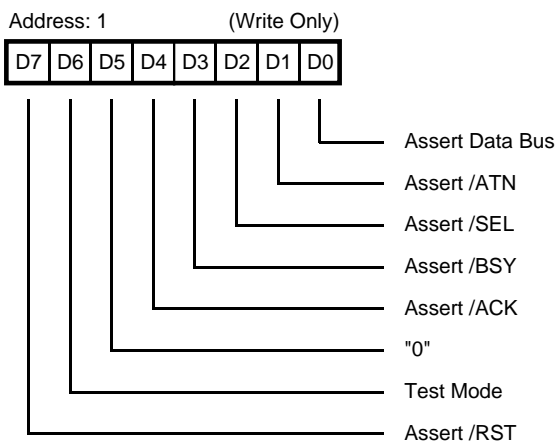 Address: 1 (Write Only)
D7 D6 D5 D4 D3 D2 D1 D0
Assert Data Bus
Assert /ATN
Assert /SEL
Assert /BSY
Assert /ACK
"0"
Test Mode
Assert /RST